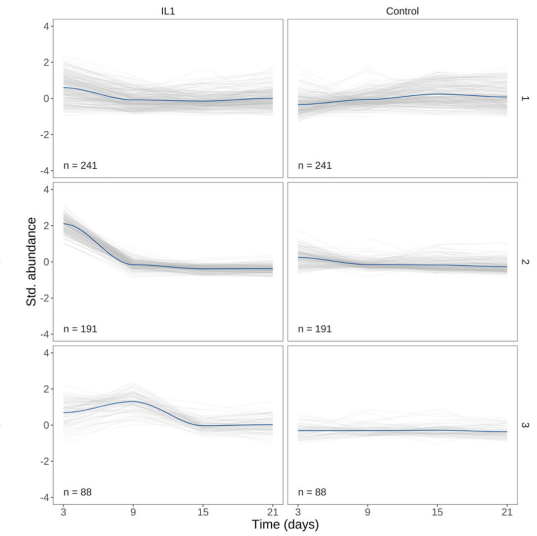 IL1
Control
4
2
0
-2
-4
n = 241
n = 241
1
4
2
0
-2
-4
n = 191
n = 191
2
4
2
0
-2
-4
n = 88
n = 88
3
Std. abundance
3
9
15
21
3
9
15
21
Time (days)